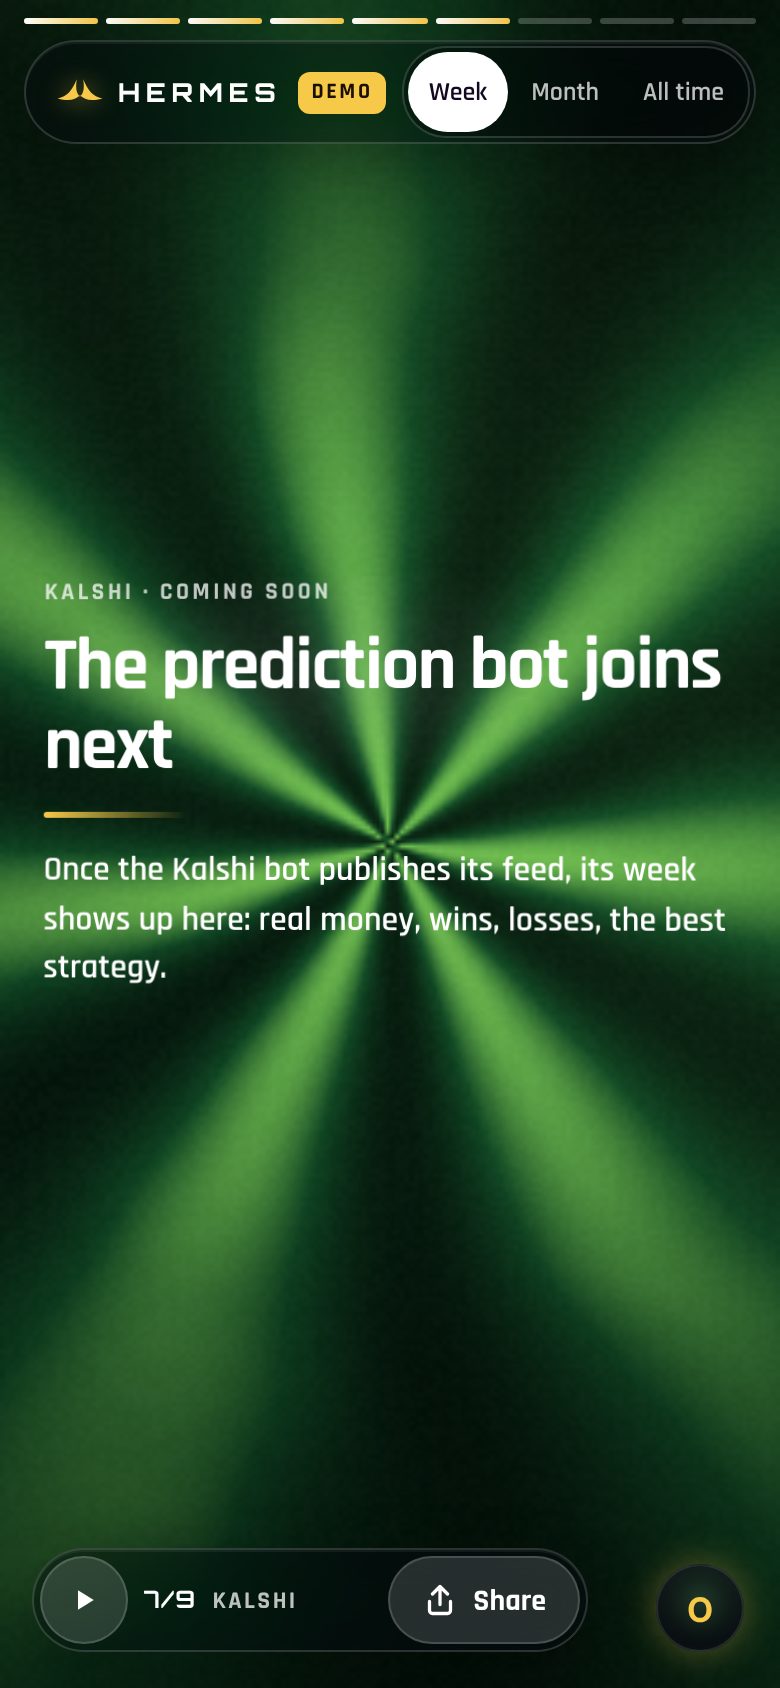 HERMES
DEMO
Week
Month
All time
KALSHI · COMING SOON
The prediction bot joins
next
Once the Kalshi bot publishes its feed, its week
shows up here: real money, wins, losses, the best
strategy.
7/9 KALSHI
Share
O